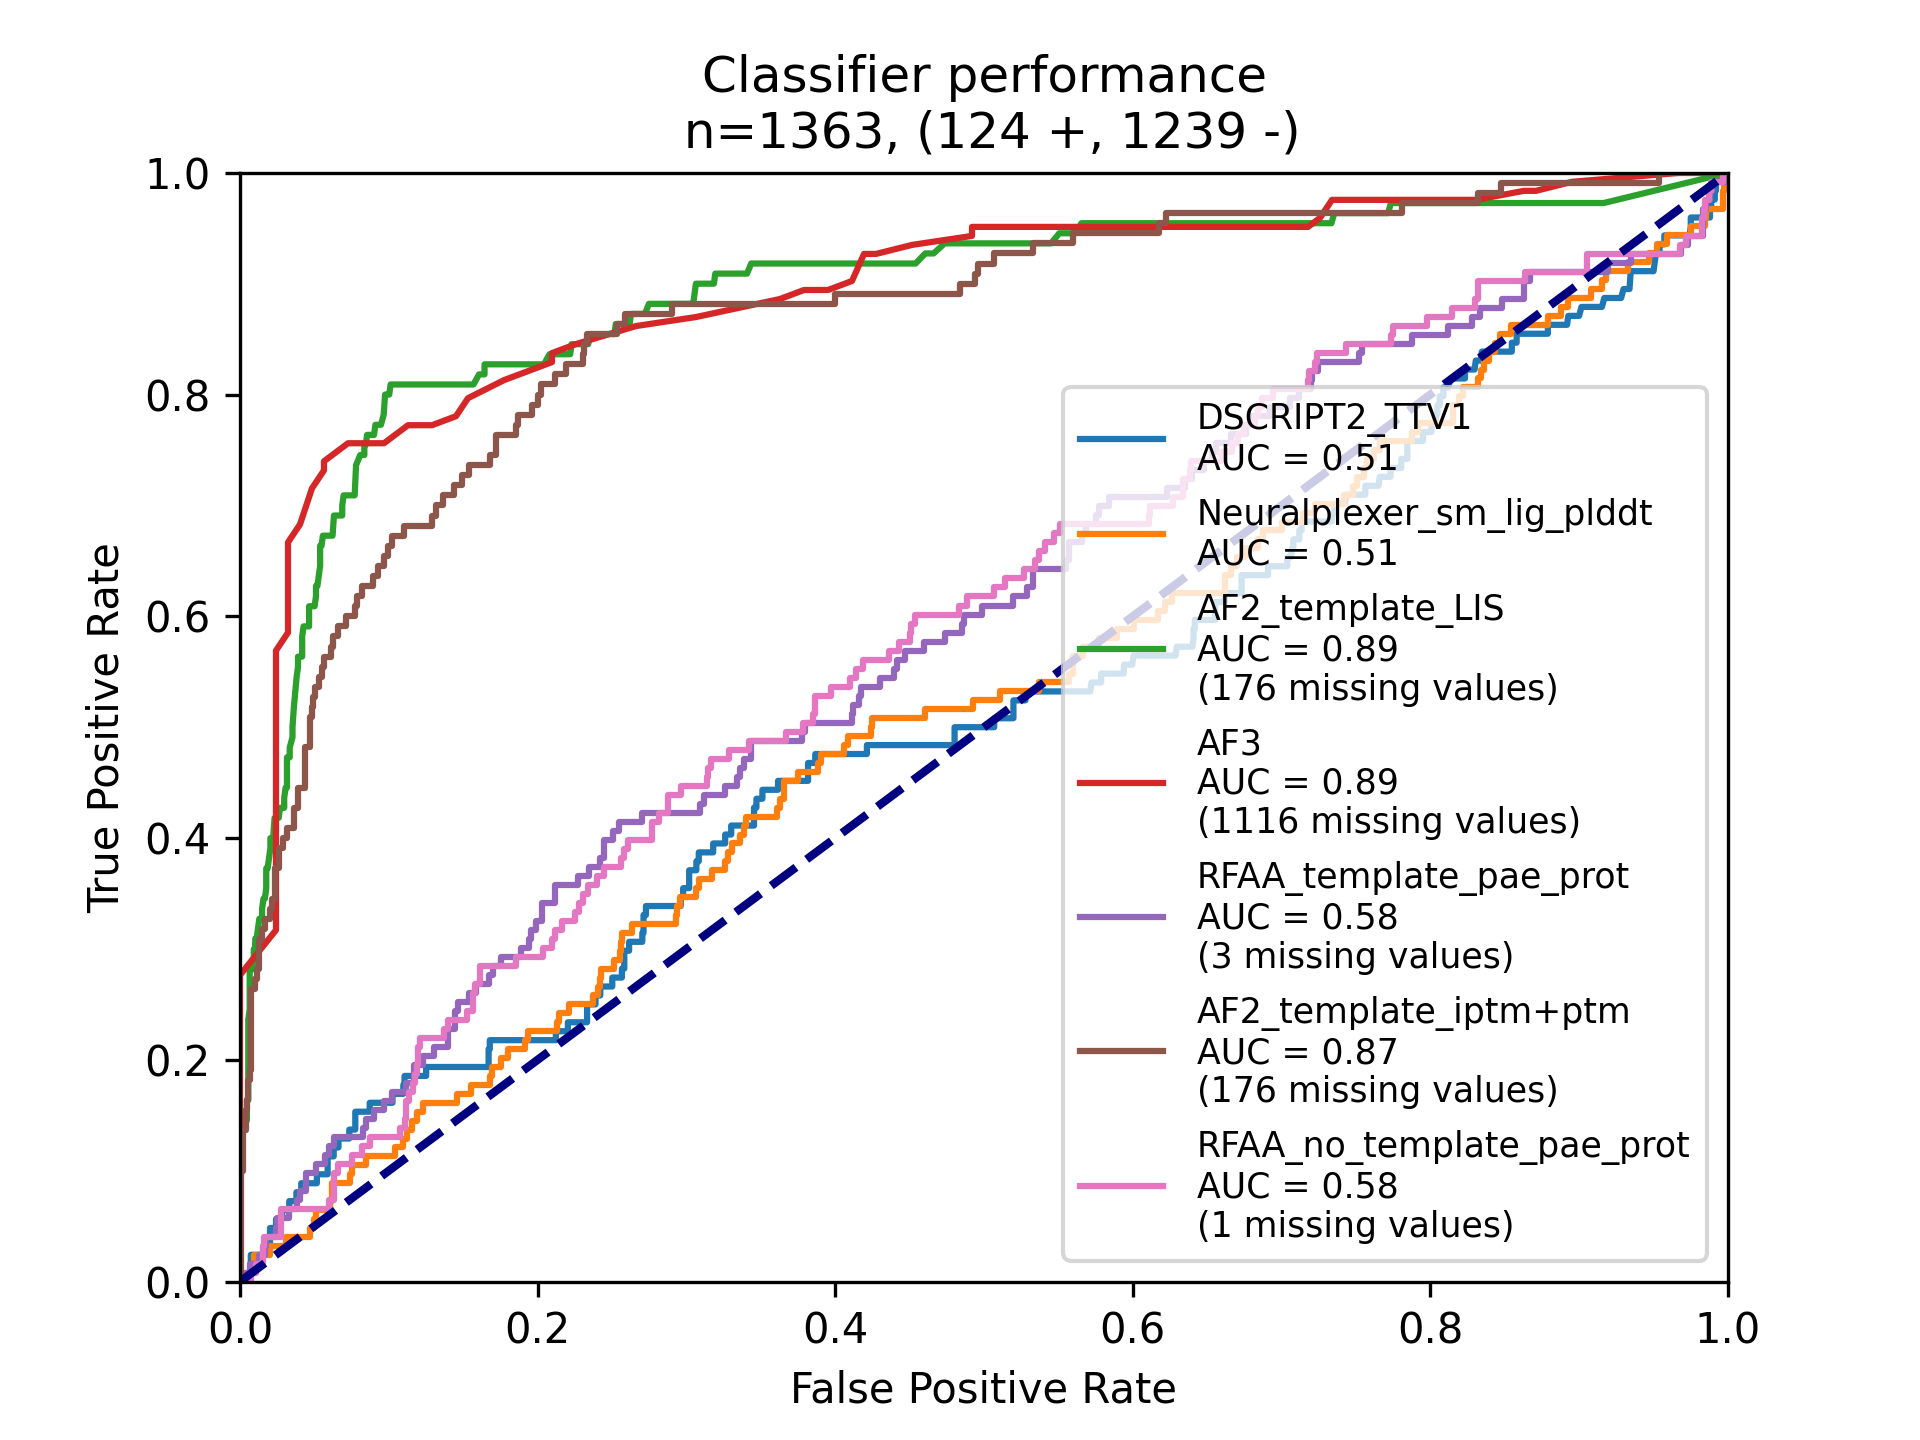 Classifier performance
n=1363, (124 +, 1239 -)
True Positive Rate
1.0
0.8
0.6
0.4
0.2
0.0
DSCRIPT2_TTV1
AUC = 0.51
Neuralplexer_sm_lig_plddt
AUC = 0.51
AF2_template_LIS
AUC = 0.89
(176 missing values)
AF3
AUC = 0.89
(1116 missing values)
RFAA_template_pae_prot
AUC = 0.58
(3 missing values)
AF2_template_iptm+ptm
AUC = 0.87
(176 missing values)
RFAA_no_template_pae_prot
AUC = 0.58
(1 missing values)
0.0 0.2 0.4 0.6 0.8 1.0
False Positive Rate